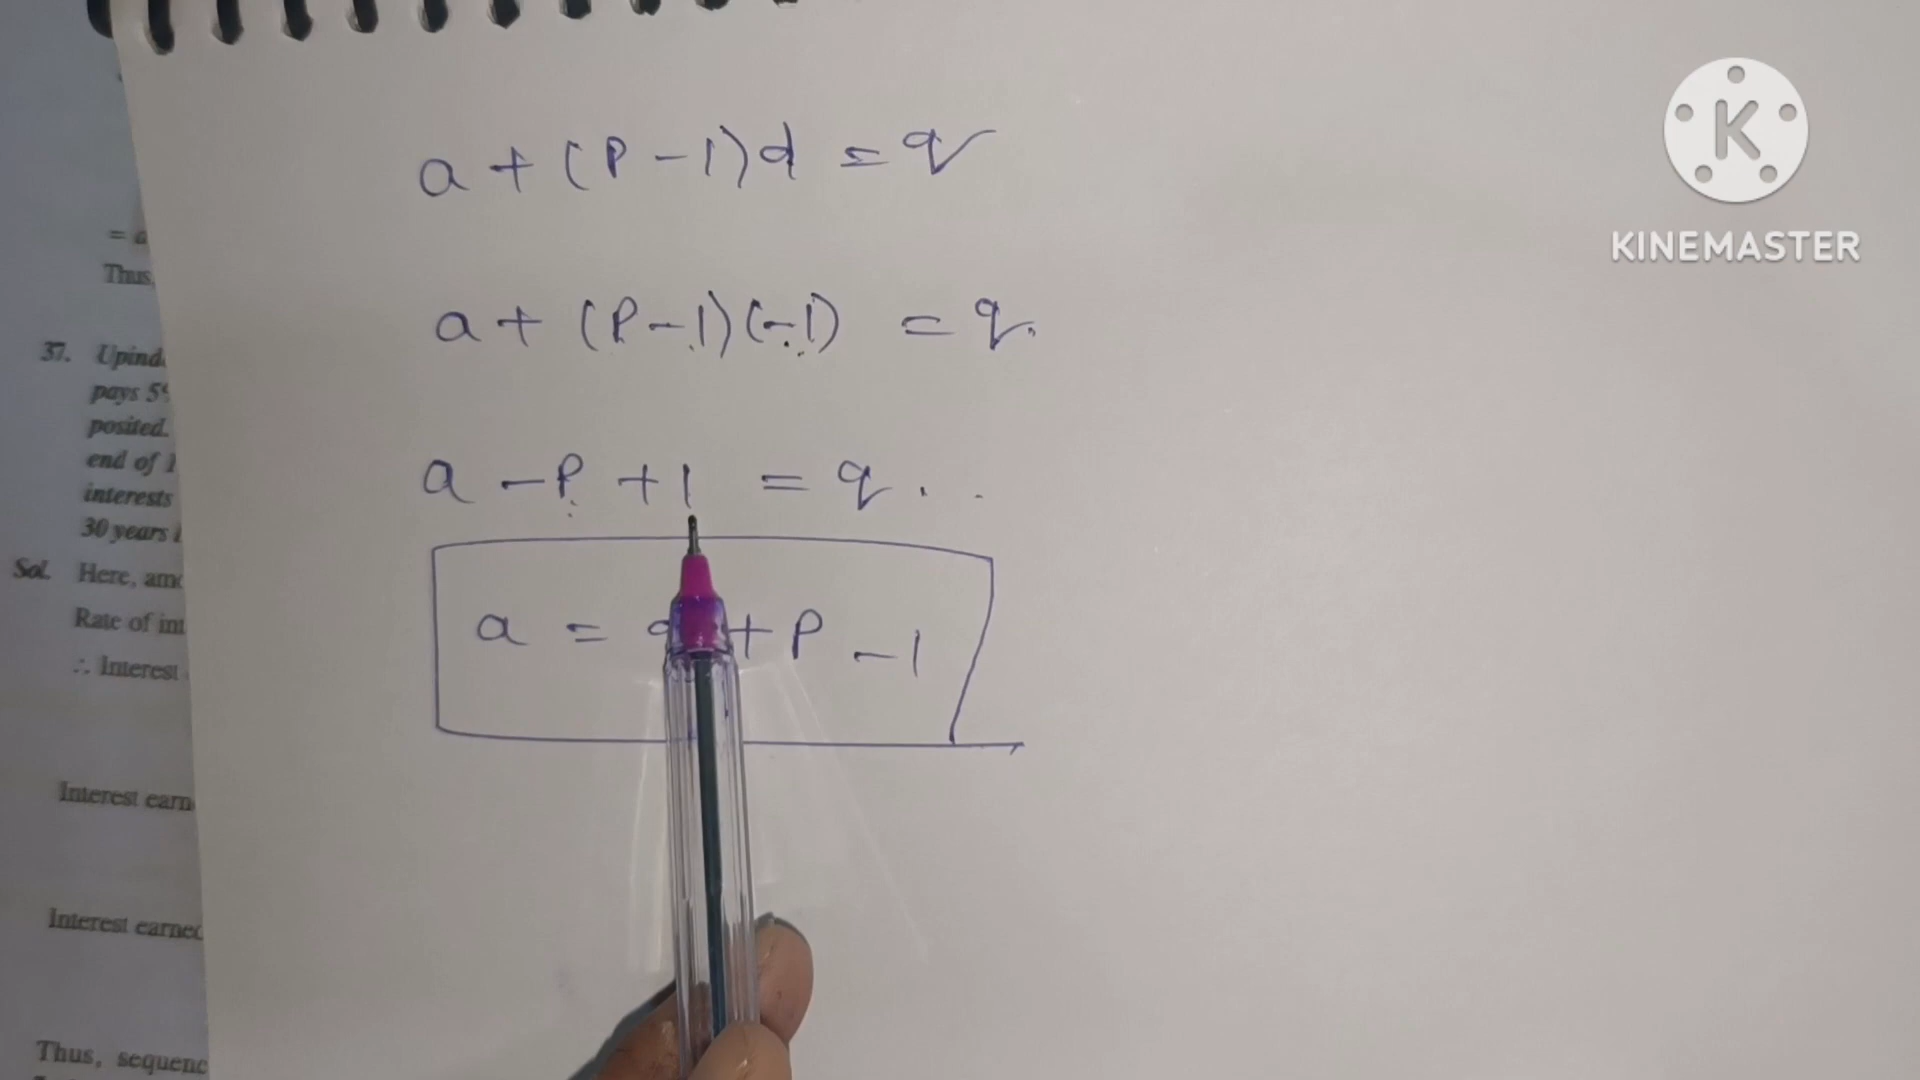 a + (P - 1)d = q
a + (P - 1)(-1) = q.
a - P + 1 = q . .
a = q + P - 1
KINEMASTER
= a
Thus,
37. Upind
pays 5%
posited.
end of 1
interests
30 years
Sol. Here, am
Rate of int
∴ Interest
Interest earn
Interest earned
Thus, sequenc